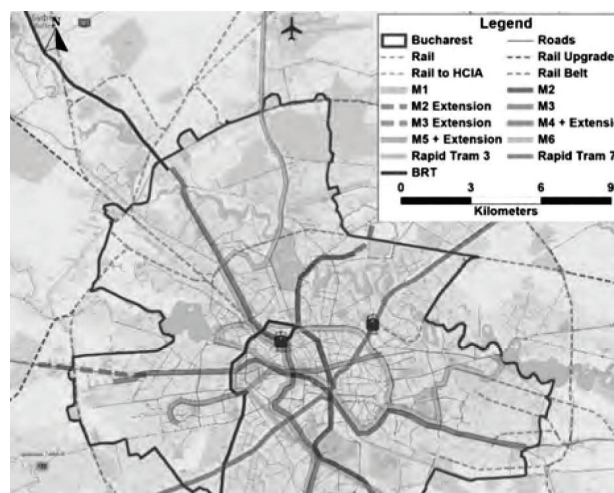 N
Legend
Bucharest Roads
Rail Rail Upgrade
Rail to HCIA Rail Belt
M1 M2
M2 Extension M3
M3 Extension M4 + Extensi
M5 + Extension M6
Rapid Tram 3 Rapid Tram 7
BRT
0 3 6 9
Kilometers